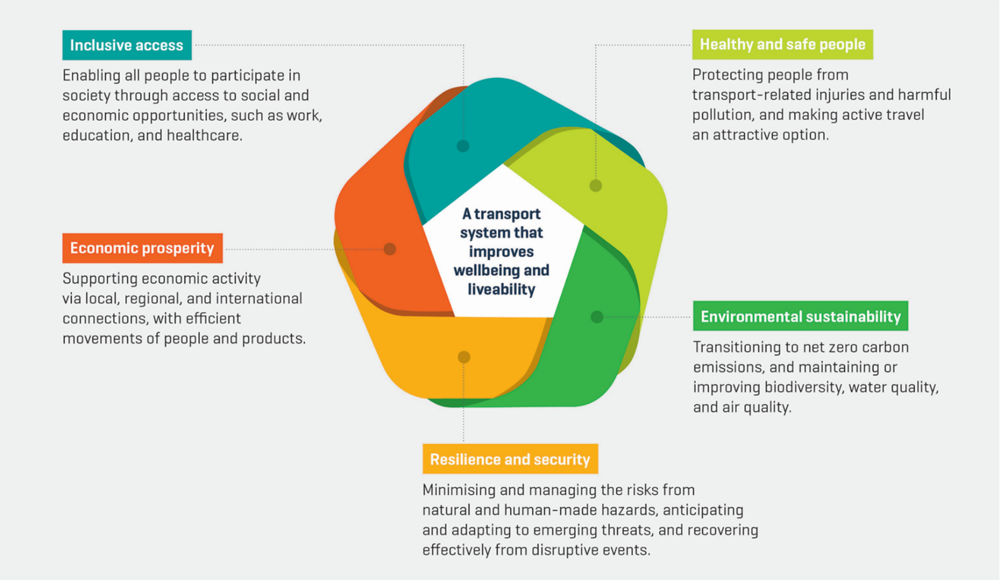 Inclusive access
Enabling all people to participate in
society through access to social and
economic opportunities, such as work,
education, and healthcare.
Healthy and safe people
Protecting people from
transport-related injuries and harmful
pollution, and making active travel
an attractive option.
A transport
system that
improves
wellbeing and
liveability
Economic prosperity
Supporting economic activity
via local, regional, and international
connections, with efficient
movements of people and products.
Environmental sustainability
Transitioning to net zero carbon
emissions, and maintaining or
improving biodiversity, water quality,
and air quality.
Resilience and security
Minimising and managing the risks from
natural and human-made hazards, anticipating
and adapting to emerging threats, and recovering
effectively from disruptive events.